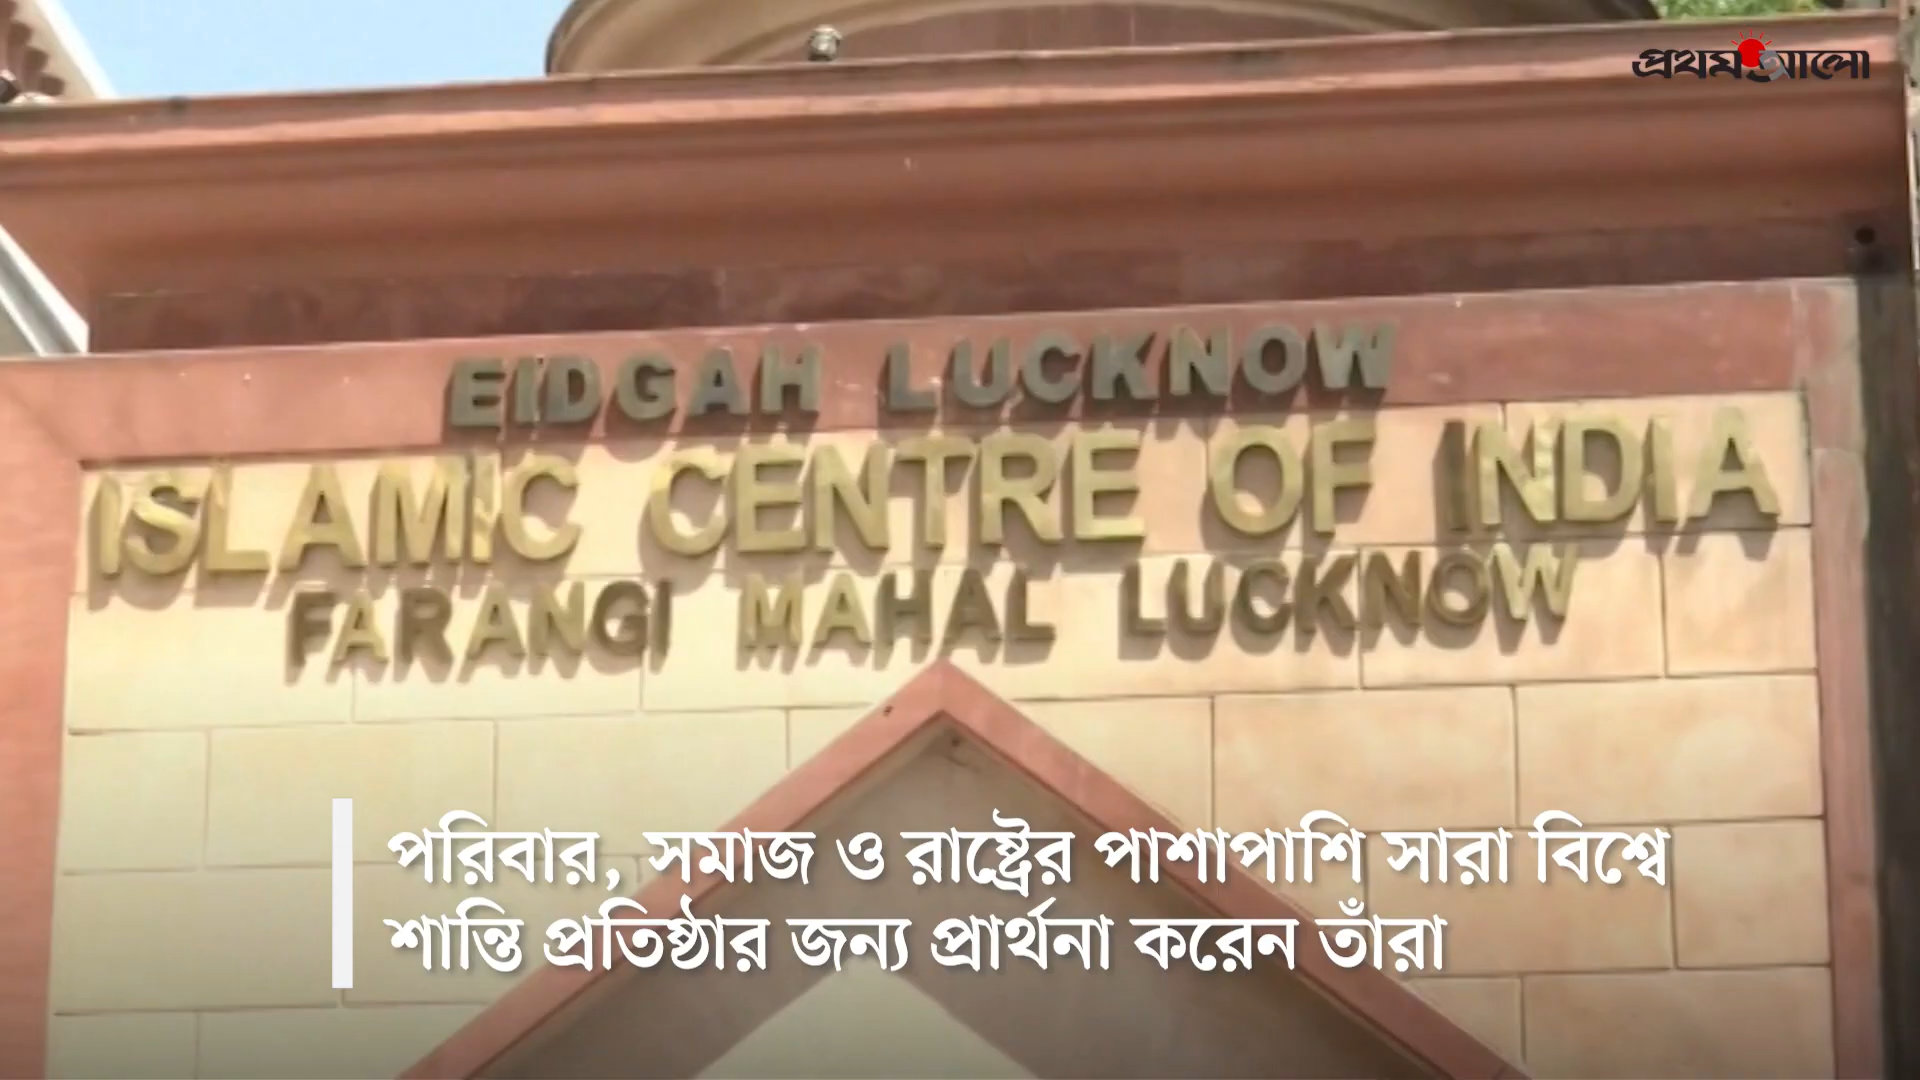 প্রথম আলো
EIDGAH LUCKNOW
ISLAMIC CENTRE OF INDIA
FARANGI MAHAL LUCKNOW
পরিবার, সমাজ ও রাষ্ট্রের পাশাপাশি সারা বিশ্বে
শান্তি প্রতিষ্ঠার জন্য প্রার্থনা করেন তাঁরা